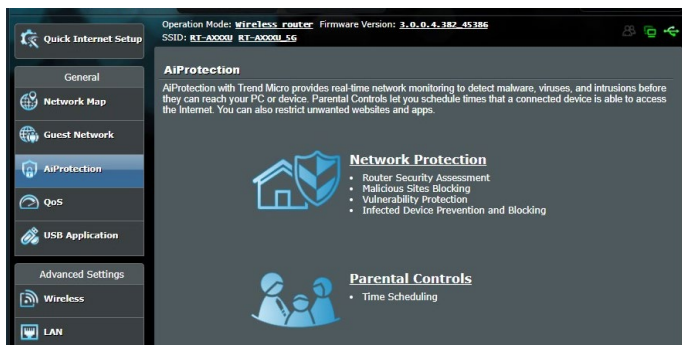 Quick Internet Setup
General
Network Map
Guest Network
AiProtection
QoS
USB Application
Advanced Settings
Wireless
LAN
Operation Mode: Wireless router Firmware Version: 3.0.0.4.382_45386
SSID: RT-AXXXU RT-AXXXU_5G
AiProtection
AiProtection with Trend Micro provides real-time network monitoring to detect malware, viruses, and intrusions before
they can reach your PC or device. Parental Controls let you schedule times that a connected device is able to access
the Internet. You can also restrict unwanted websites and apps.
Network Protection
• Router Security Assessment
• Malicious Sites Blocking
• Vulnerability Protection
• Infected Device Prevention and Blocking
Parental Controls
• Time Scheduling